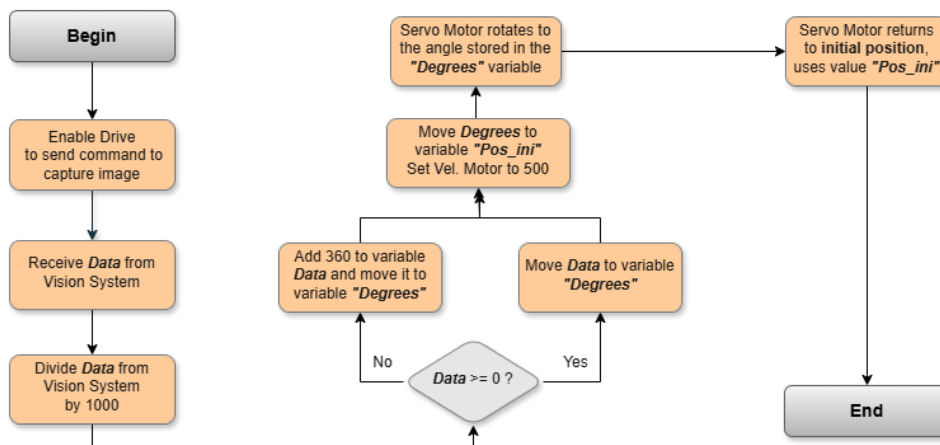 Begin
Enable Drive
to send command to
capture image
Receive Data from
Vision System
Divide Data from
Vision System
by 1000
Data >= 0 ?
No
Yes
Add 360 to variable
Data and move it to
variable "Degrees"
Move Data to variable
"Degrees"
Move Degrees to
variable "Pos_ini"
Set Vel. Motor to 500
Servo Motor rotates to
the angle stored in the
"Degrees" variable
Servo Motor returns
to initial position,
uses value "Pos_ini"
End